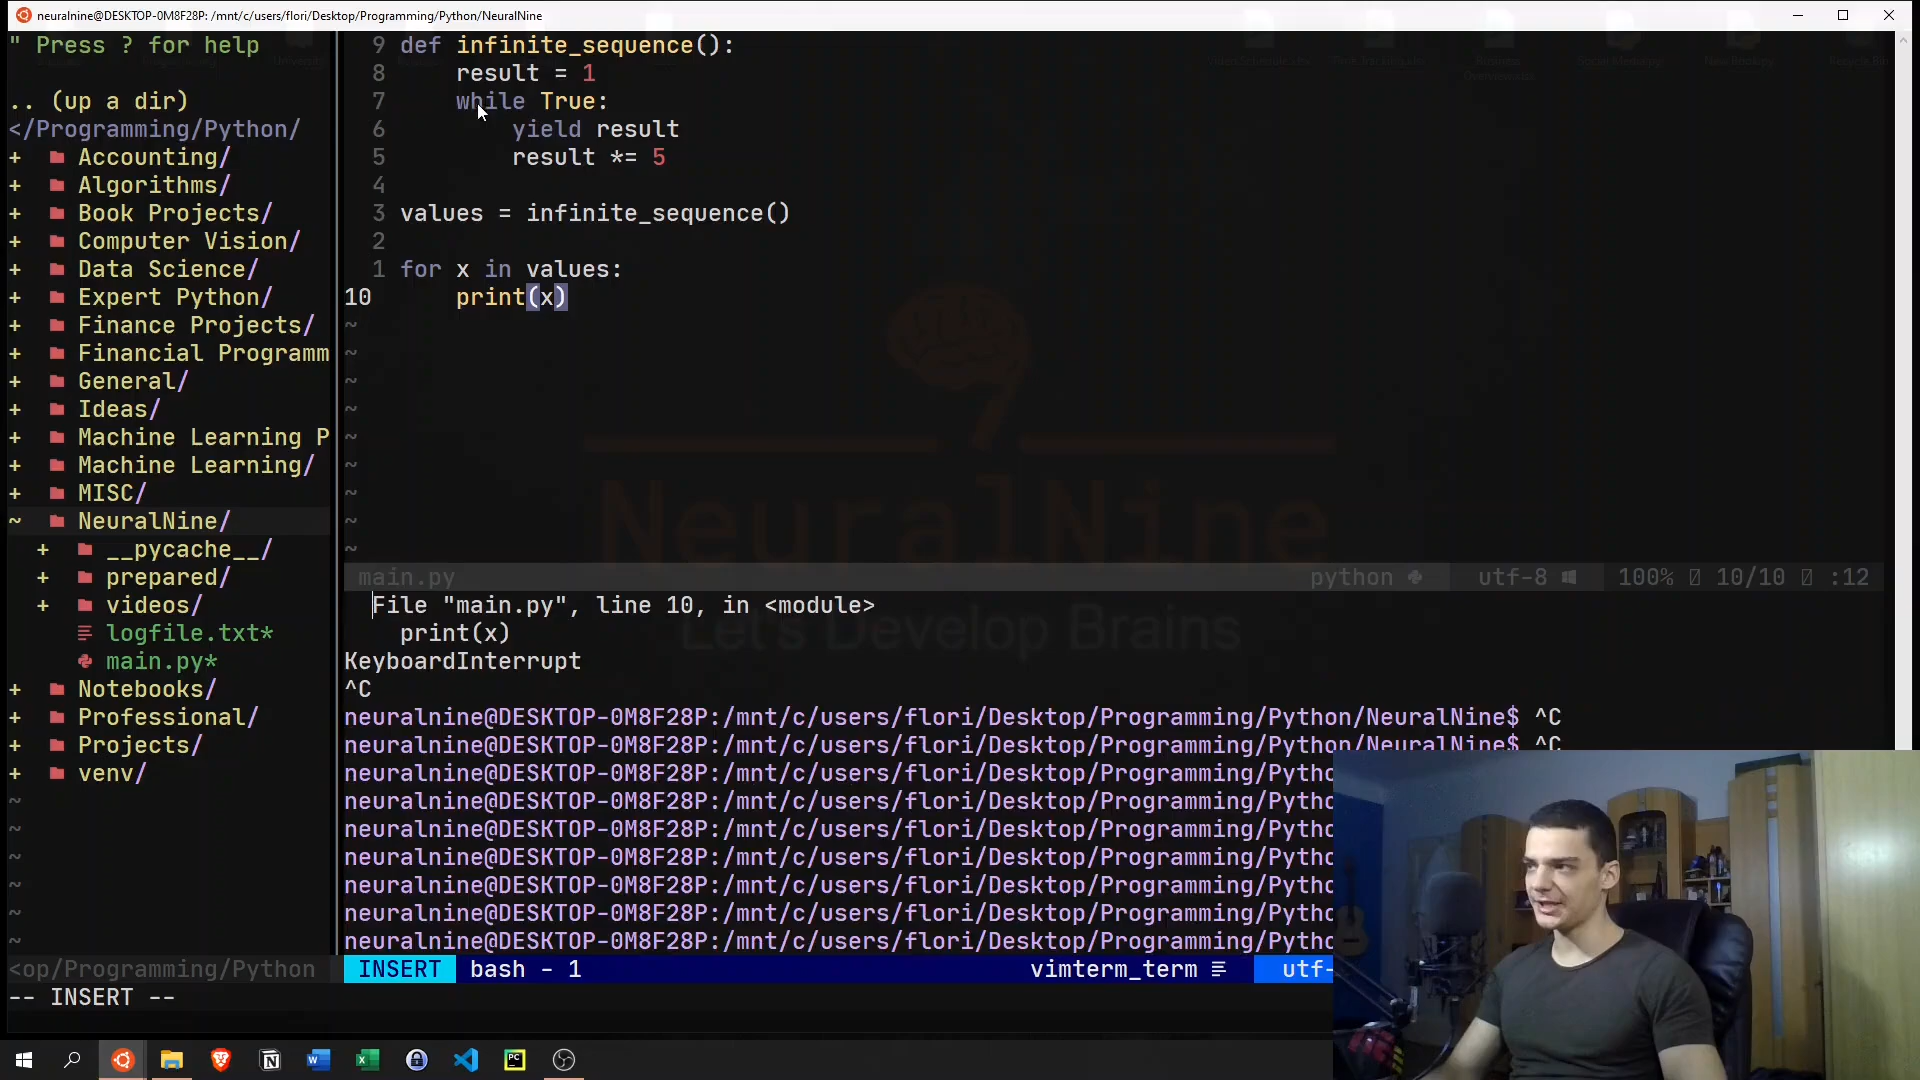 neuralnine@DESKTOP-0M8F28P: /mnt/c/users/flori/Desktop/Programming/Python/NeuralNine
" Press ? for help
.. (up a dir)
</Programming/Python/
+ Accounting/
+ Algorithms/
+ Book Projects/
+ Computer Vision/
+ Data Science/
+ Expert Python/
+ Finance Projects/
+ Financial Programm
+ General/
+ Ideas/
+ Machine Learning P
+ Machine Learning/
+ MISC/
~ NeuralNine/
+ __pycache__/
+ prepared/
+ videos/
logfile.txt*
main.py*
+ Notebooks/
+ Professional/
+ Projects/
+ venv/
~
~
~
~
~
~
<op/Programming/Python
9 def infinite_sequence():
8 result = 1
7 while True:
6 yield result
5 result *= 5
4
3 values = infinite_sequence()
2
1 for x in values:
10 print(x)
~
~
~
~
~
~
~
~
~
NeuralNine
Let's Develop Brains
main.py python utf-8 100% 10/10 :12
File "main.py", line 10, in <module>
print(x)
KeyboardInterrupt
^C
neuralnine@DESKTOP-0M8F28P:/mnt/c/users/flori/Desktop/Programming/Python/NeuralNine$ ^C
neuralnine@DESKTOP-0M8F28P:/mnt/c/users/flori/Desktop/Programming/Python/NeuralNine$ ^C
neuralnine@DESKTOP-0M8F28P:/mnt/c/users/flori/Desktop/Programming/Pytho
neuralnine@DESKTOP-0M8F28P:/mnt/c/users/flori/Desktop/Programming/Pytho
neuralnine@DESKTOP-0M8F28P:/mnt/c/users/flori/Desktop/Programming/Pytho
neuralnine@DESKTOP-0M8F28P:/mnt/c/users/flori/Desktop/Programming/Pytho
neuralnine@DESKTOP-0M8F28P:/mnt/c/users/flori/Desktop/Programming/Pytho
neuralnine@DESKTOP-0M8F28P:/mnt/c/users/flori/Desktop/Programming/Pytho
neuralnine@DESKTOP-0M8F28P:/mnt/c/users/flori/Desktop/Programming/Pytho
INSERT bash - 1 vimterm_term utf-
-- INSERT --